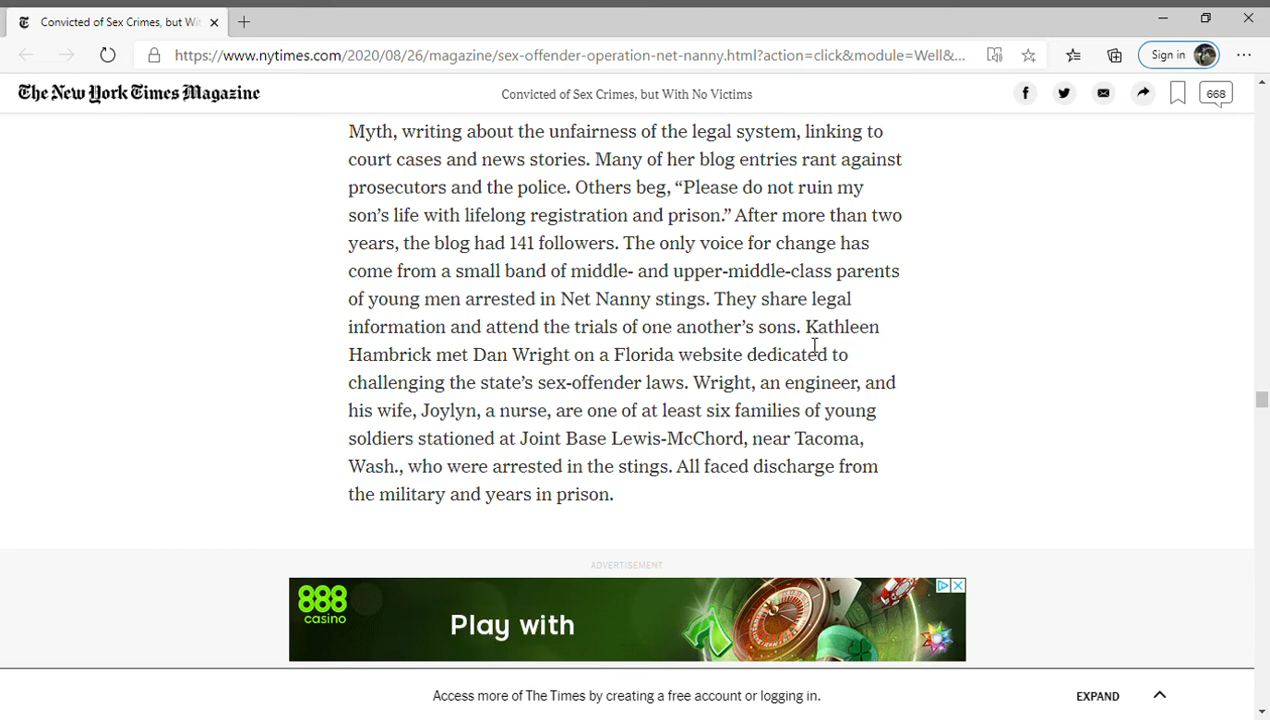 Convicted of Sex Crimes, but Wit
https://www.nytimes.com/2020/08/26/magazine/sex-offender-operation-net-nanny.html?action=click&module=Well&...
Sign in
The New York Times Magazine
Convicted of Sex Crimes, but With No Victims
668
Myth, writing about the unfairness of the legal system, linking to
court cases and news stories. Many of her blog entries rant against
prosecutors and the police. Others beg, “Please do not ruin my
son’s life with lifelong registration and prison.” After more than two
years, the blog had 141 followers. The only voice for change has
come from a small band of middle- and upper-middle-class parents
of young men arrested in Net Nanny stings. They share legal
information and attend the trials of one another’s sons. Kathleen
Hambrick met Dan Wright on a Florida website dedicated to
challenging the state’s sex-offender laws. Wright, an engineer, and
his wife, Joylyn, a nurse, are one of at least six families of young
soldiers stationed at Joint Base Lewis-McChord, near Tacoma,
Wash., who were arrested in the stings. All faced discharge from
the military and years in prison.
ADVERTISEMENT
888
casino
Play with
Access more of The Times by creating a free account or logging in.
EXPAND